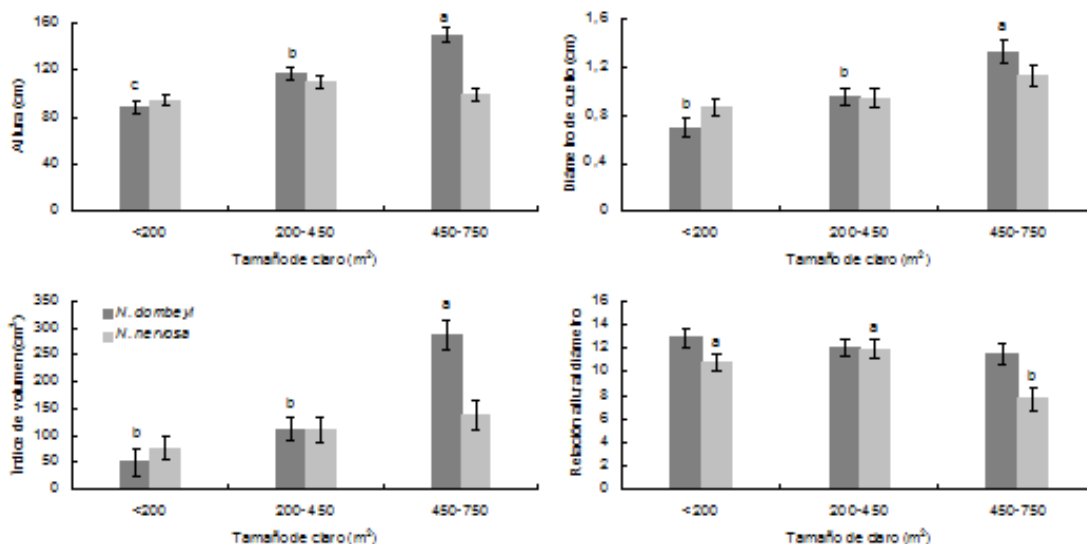 160
120
80
40
0
Altura (cm)
c
b
a
<200
200-450
450-750
Tamaño de claro (m²)
1,6
1,2
0,8
0,4
0
Diámetro de cuello (cm)
b
b
a
<200
200-450
450-750
Tamaño de claro (m²)
350
300
250
200
150
100
50
0
Índice de volumen (cm³)
N. dombeyi
N. nervosa
b
b
a
<200
200-450
450-750
Tamaño de claro (m²)
16
14
12
10
8
6
4
2
0
Relación altura/diámetro
a
a
b
<200
200-450
450-750
Tamaño de claro (m²)